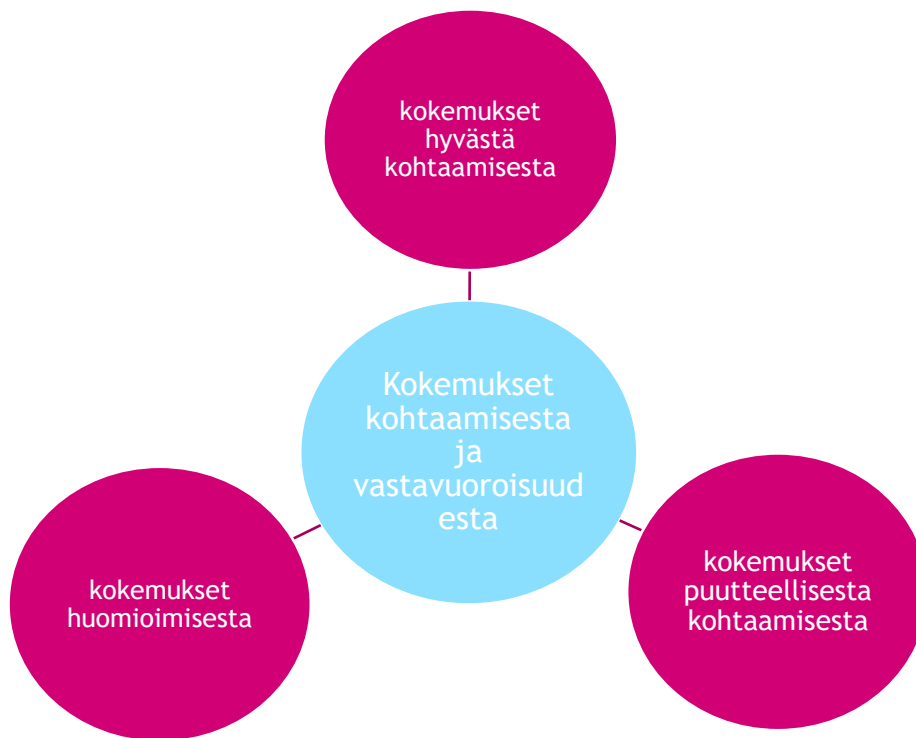 kokemukset
hyvästä
kohtaamisesta
Kokemukset
kohtaamisesta
ja
vastavuoroisuud
esta
kokemukset
huomioimisesta
kokemukset
puutteellisesta
kohtaamisesta